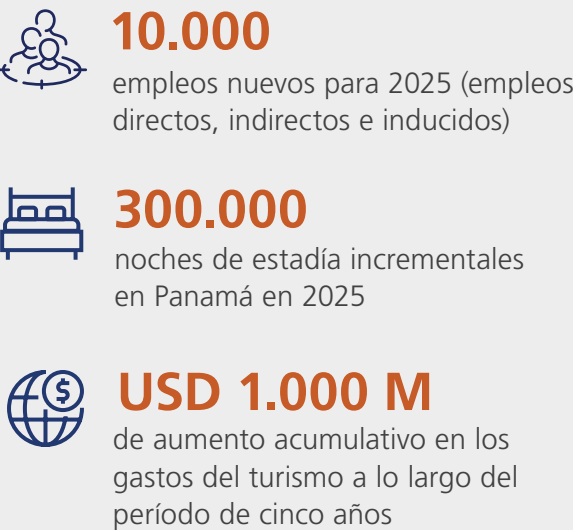 10.000
empleos nuevos para 2025 (empleos
directos, indirectos e inducidos)
300.000
noches de estadía incrementales
en Panamá en 2025
USD 1.000 M
de aumento acumulativo en los
gastos del turismo a lo largo del
período de cinco años